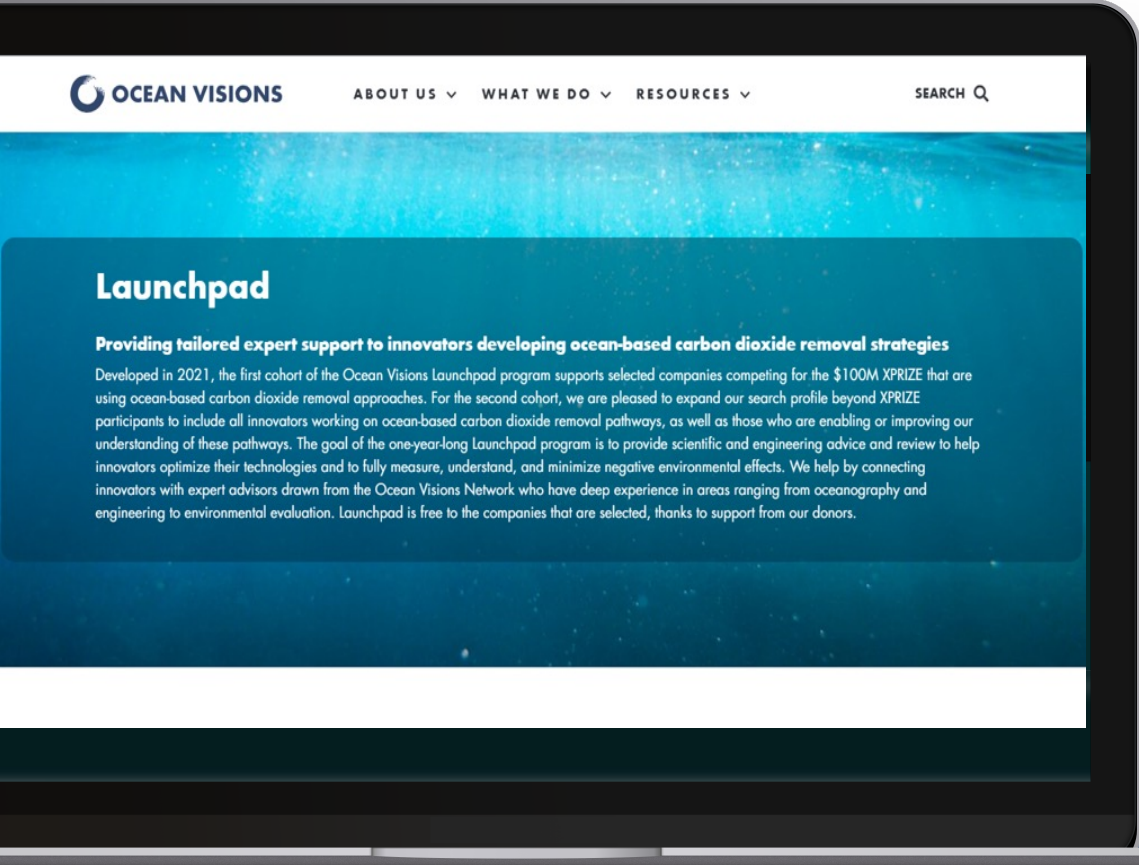 OCEAN VISIONS
ABOUT US
WHAT WE DO
RESOURCES
SEARCH
Launchpad
Providing tailored expert support to innovators developing ocean-based carbon dioxide removal strategies
Developed in 2021, the first cohort of the Ocean Visions Launchpad program supports selected companies competing for the $100M XPRIZE that are
using ocean-based carbon dioxide removal approaches. For the second cohort, we are pleased to expand our search profile beyond XPRIZE
participants to include all innovators working on ocean-based carbon dioxide removal pathways, as well as those who are enabling or improving our
understanding of these pathways. The goal of the one-year-long Launchpad program is to provide scientific and engineering advice and review to help
innovators optimize their technologies and to fully measure, understand, and minimize negative environmental effects. We help by connecting
innovators with expert advisors drawn from the Ocean Visions Network who have deep experience in areas ranging from oceanography and
engineering to environmental evaluation. Launchpad is free to the companies that are selected, thanks to support from our donors.